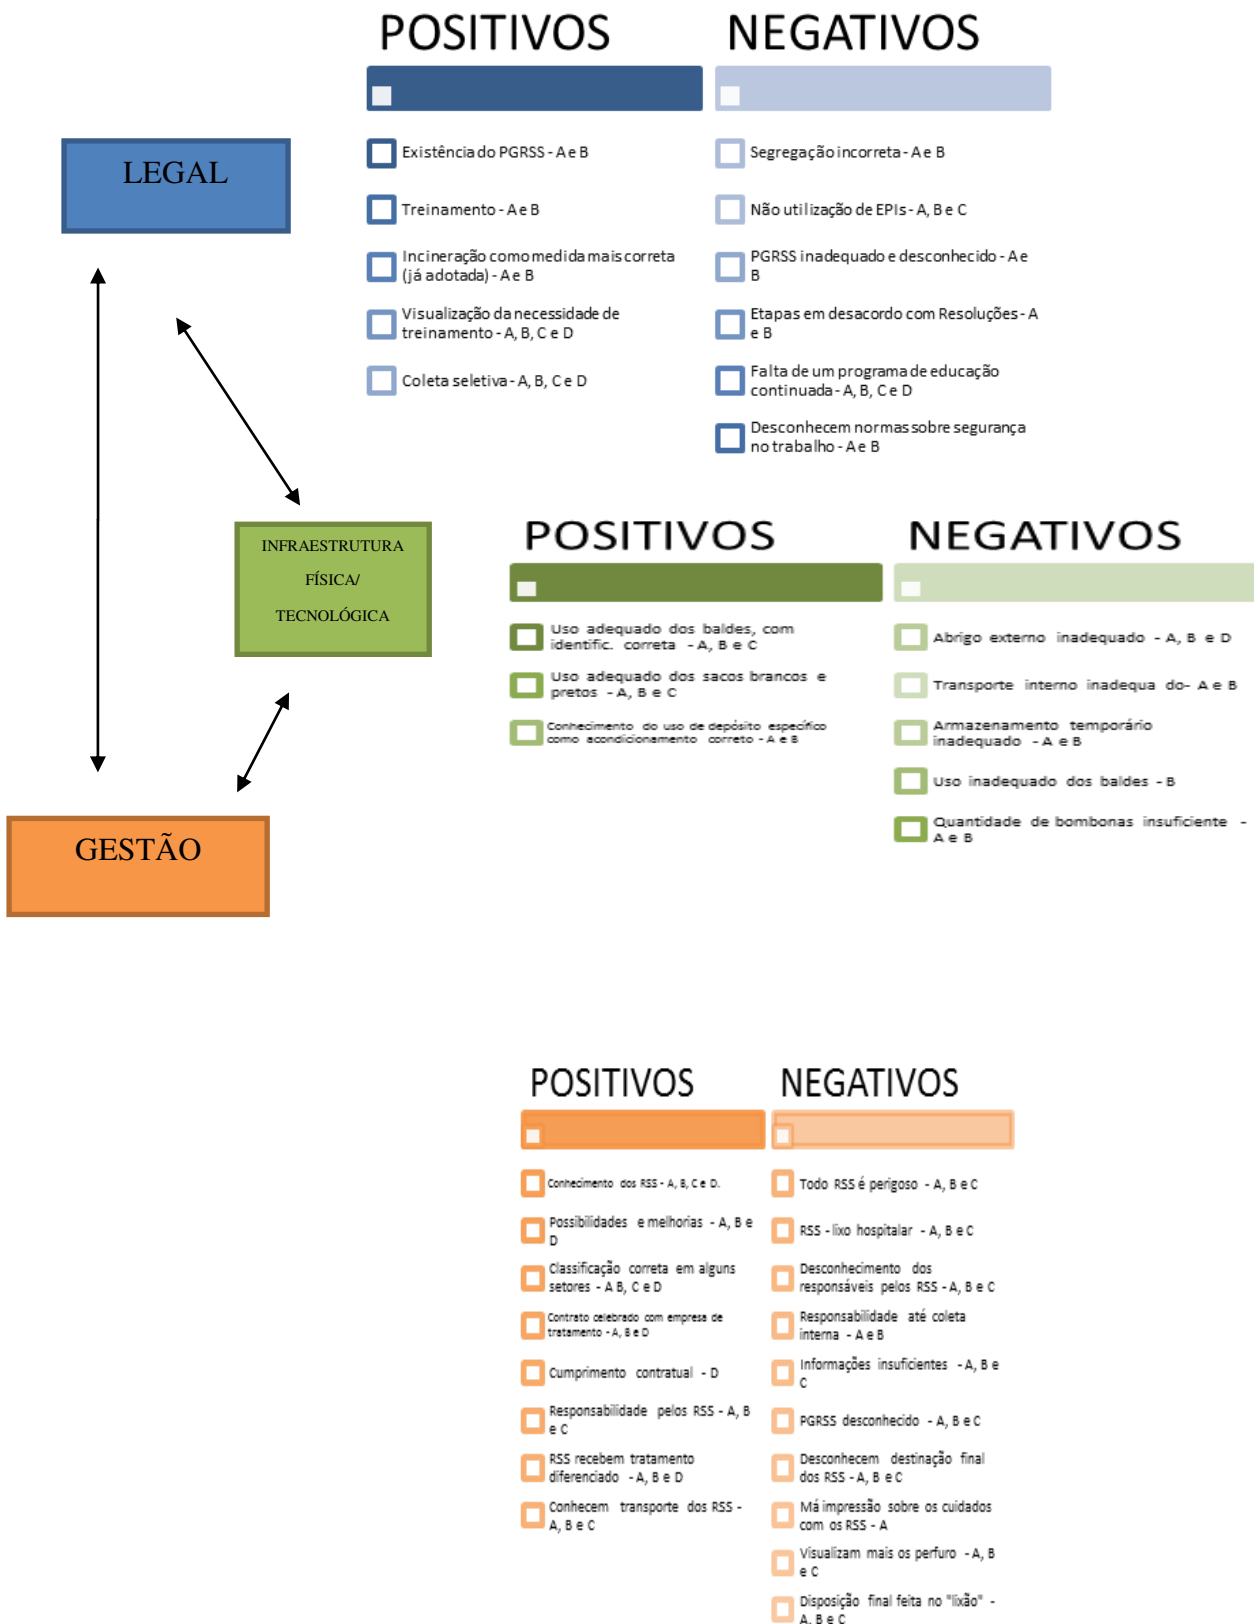 POSITIVOS
NEGATIVOS
LEGAL
Existência do PGRSS - A e B
Treinamento - A e B
Incineração como medida mais correta
(já adotada) - A e B
Visualização da necessidade de
treinamento - A, B, C e D
Coleta seletiva - A, B, C e D
Segregação incorreta - A e B
Não utilização de EPIs - A, B e C
PGRSS inadequado e desconhecido - A e
B
Etapas em desacordo com Resoluções - A
e B
Falta de um programa de educação
continuada - A, B, C e D
Desconhecem normas sobre segurança
no trabalho - A e B
INFRAESTRUTURA
FÍSICA/
TECNOLÓGICA
POSITIVOS
NEGATIVOS
Uso adequado dos baldes, com
identific. correta - A, B e C
Uso adequado dos sacos brancos e
pretos - A, B e C
Conhecimento do uso de depósito específico
como acondicionamento correto - A e B
Abrigo externo inadequado - A, B e D
Transporte interno inadequa do- A e B
Armazenamento temporário
inadequado - A e B
Uso inadequado dos baldes - B
Quantidade de bombonas insuficiente -
A e B
GESTÃO
POSITIVOS
NEGATIVOS
Conhecimento dos RSS - A, B, C e D.
Possibilidades e melhorias - A, B e
D
Classificação correta em alguns
setores - A B, C e D
Contrato celebrado com empresa de
tratamento - A, B e D
Cumprimento contratual - D
Responsabilidade pelos RSS - A, B
e C
RSS recebem tratamento
diferenciado - A, B e D
Conhecem transporte dos RSS -
A, B e C
Todo RSS é perigoso - A, B e C
RSS - lixo hospitalar - A, B e C
Desconhecimento dos
responsáveis pelos RSS - A, B e C
Responsabilidade até coleta
interna - A e B
Informações insuficientes - A, B e
C
PGRSS desconhecido - A, B e C
Desconhecem destinação final
dos RSS - A, B e C
Má impressão sobre os cuidados
com os RSS - A
Visualizam mais os perfuro - A, B
e C
Disposição final feita no "lixão" -
A, B e C